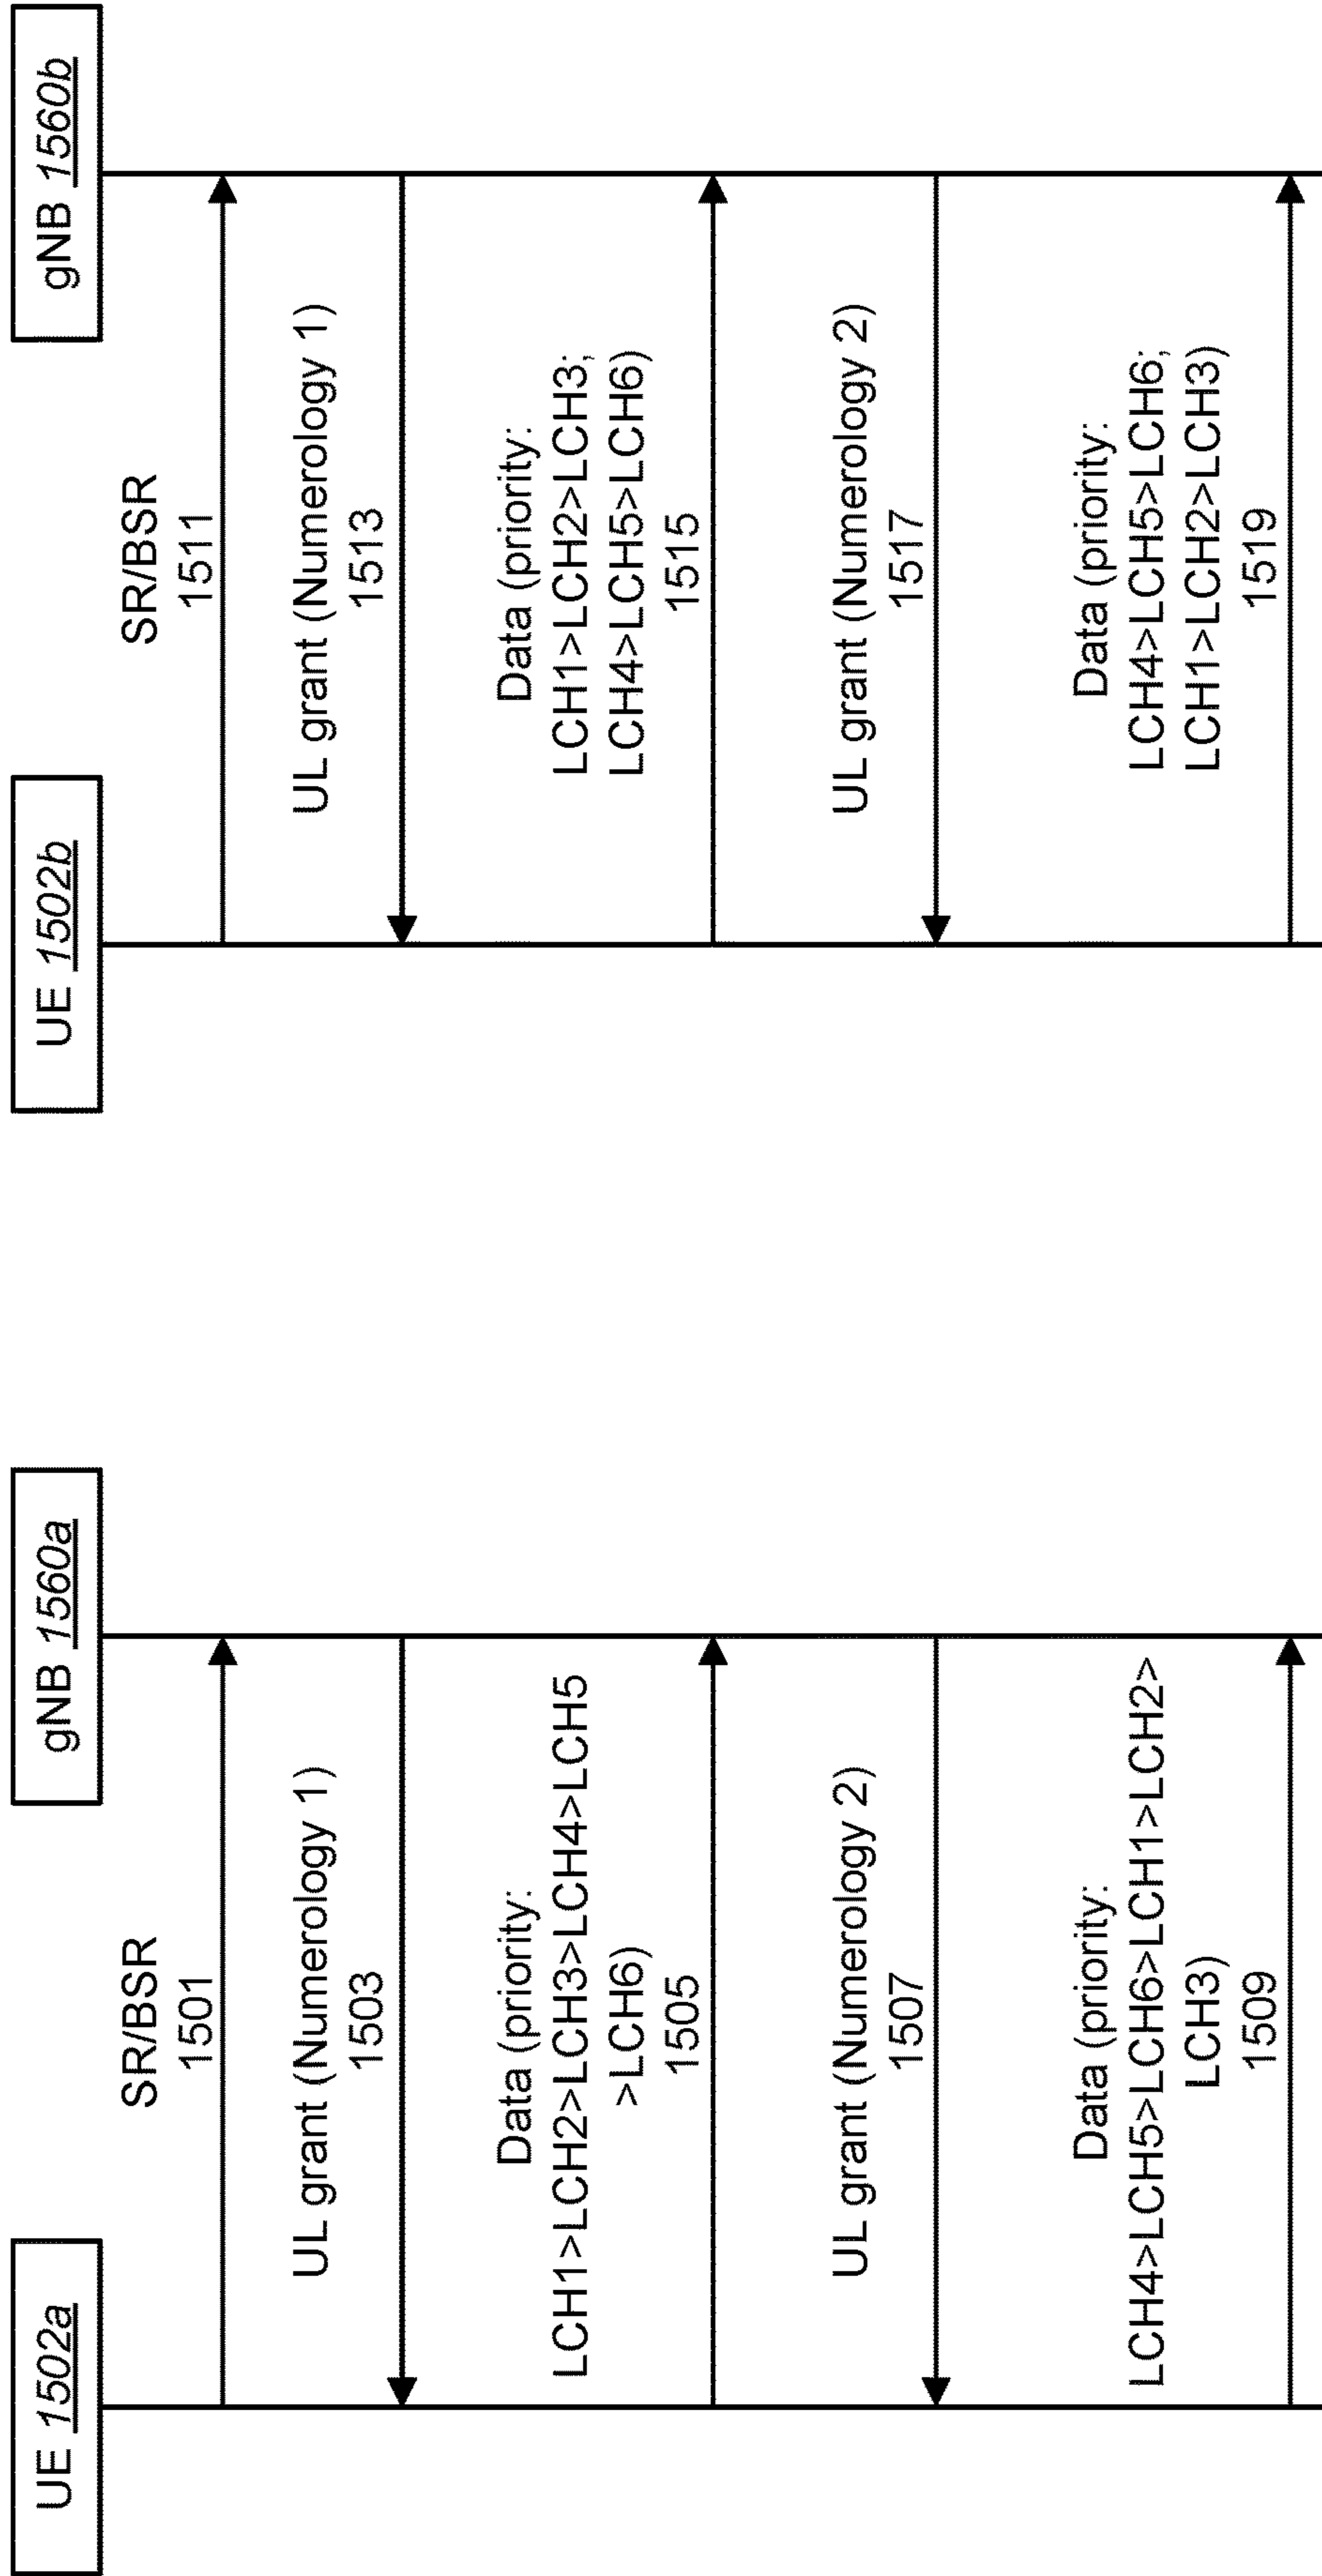 UE 1502a
gNB 1560a
SR/BSR
1501
UL grant (Numerology 1)
1503
Data (priority:
LCH1>LCH2>LCH3>LCH4>LCH5
>LCH6)
1505
UL grant (Numerology 2)
1507
Data (priority:
LCH4>LCH5>LCH6>LCH1>LCH2>
LCH3)
1509
UE 1502b
gNB 1560b
SR/BSR
1511
UL grant (Numerology 1)
1513
Data (priority:
LCH1>LCH2>LCH3;
LCH4>LCH5>LCH6)
1515
UL grant (Numerology 2)
1517
Data (priority:
LCH4>LCH5>LCH6;
LCH1>LCH2>LCH3)
1519